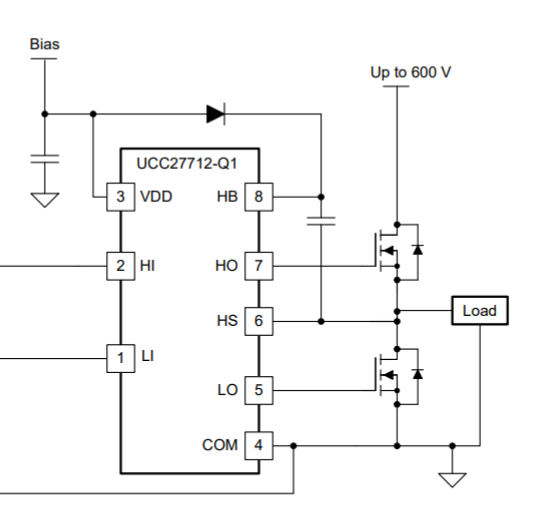 Bias
Up to 600 V
UCC27712-Q1
3 VDD HB 8
2 HI HO 7
HS 6
Load
1 LI
LO 5
COM 4